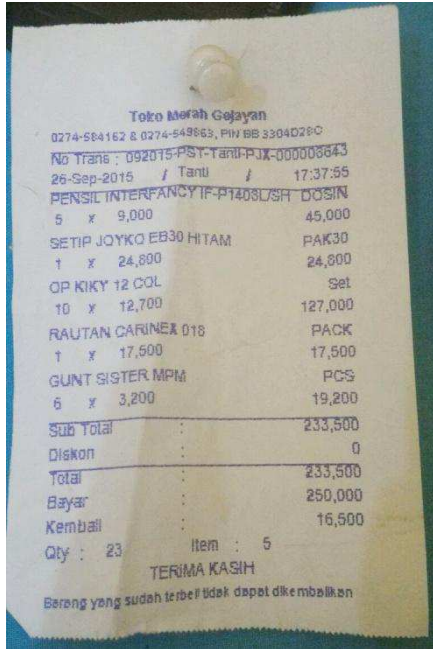 Toko Merah Gejayan
0274-584162 & 0274-549863, PIN BB 3304D28C
No Trans : 092015-PST-Tanti-PJX-000008643
26-Sep-2015 / Tanti / 17:37:55
PENSIL INTERFANCY IF-P1408L/SH DOSIN
5 x 9,000 45,000
SETIP JOYKO EB30 HITAM PAK30
1 x 24,800 24,800
OP KIKY 12 COL Set
10 x 12,700 127,000
RAUTAN CARINEX 018 PACK
1 x 17,500 17,500
GUNT SISTER MPM PCS
6 x 3,200 19,200
Sub Total : 233,500
Diskon : 0
Total : 233,500
Bayar : 250,000
Kembali : 16,500
Qty : 23 Item : 5
TERIMA KASIH
Barang yang sudah terbeli tidak dapat dikembalikan